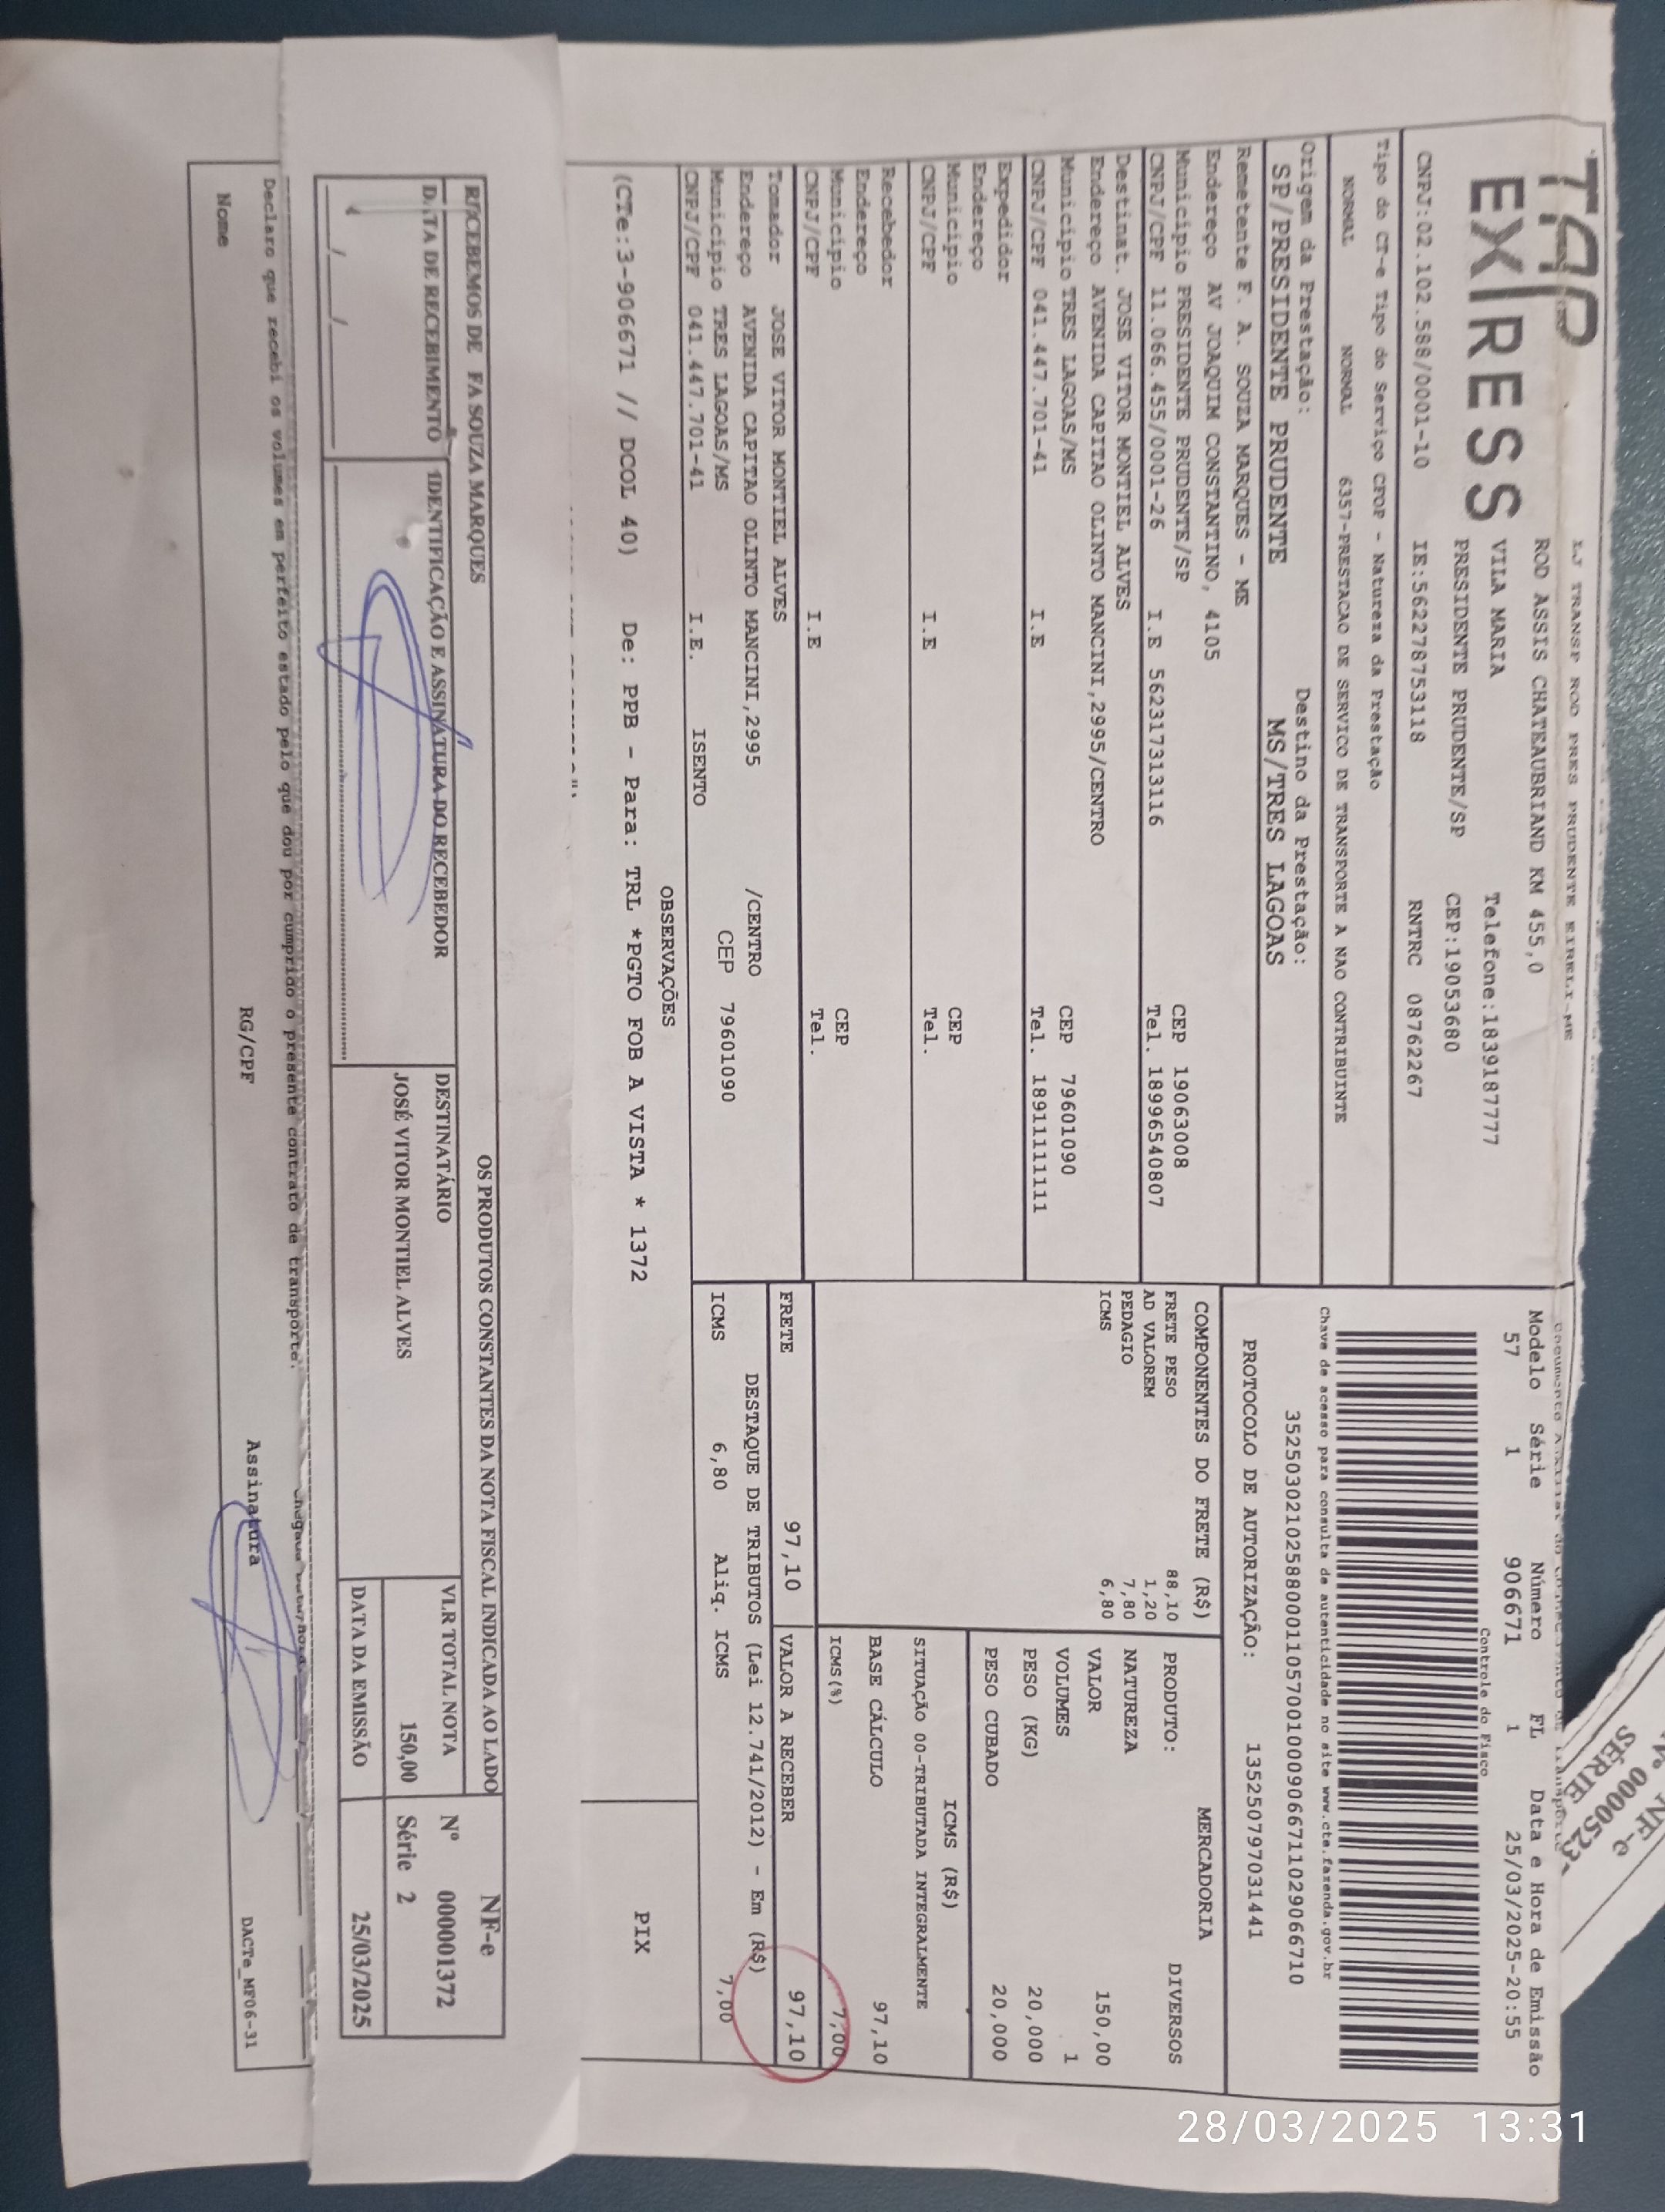 TAP
EXPRESS
LJ TRANSP ROD PRES PRUDENTE EIRELI-ME
ROD ASSIS CHATEAUBRIAND KM 455,0
VILA MARIA Telefone:1839187777
PRESIDENTE PRUDENTE/SP CEP:19053680
CNPJ:02.102.588/0001-10 IE:562278753118 RNTRC 08762267
Modelo Série Número FL Data e Hora de Emissão
57 1 906671 1 25/03/2025-20:55
Controle do Fisco
Tipo do CT-e Tipo do Serviço CFOP - Natureza da Prestação
NORMAL NORMAL 6357-PRESTACAO DE SERVICO DE TRANSPORTE A NAO CONTRIBUINTE
Chave de acesso para consulta de autenticidade no site www.cte.fazenda.gov.br
35250302102588000110570010009066711029066710
Origem da Prestação: Destino da Prestação:
SP/PRESIDENTE PRUDENTE MS/TRES LAGOAS
PROTOCOLO DE AUTORIZAÇÃO: 135250797031441
Remetente F. A. SOUZA MARQUES - ME
Endereço AV JOAQUIM CONSTANTINO, 4105
Município PRESIDENTE PRUDENTE/SP CEP 19063008
CNPJ/CPF 11.066.455/0001-26 I.E 562317313116 Tel. 18996540807
Destinat. JOSE VITOR MONTIEL ALVES
Endereço AVENIDA CAPITAO OLINTO MANCINI,2995/CENTRO
Município TRES LAGOAS/MS CEP 79601090
CNPJ/CPF 041.447.701-41 I.E Tel. 18911111111
Expedidor
Endereço
Município CEP
CNPJ/CPF I.E Tel.
Recebedor
Endereço
Município CEP
CNPJ/CPF I.E Tel.
Tomador JOSE VITOR MONTIEL ALVES
Endereço AVENIDA CAPITAO OLINTO MANCINI,2995 /CENTRO
Município TRES LAGOAS/MS CEP 79601090
CNPJ/CPF 041.447.701-41 I.E. ISENTO
COMPONENTES DO FRETE (R$)
FRETE PESO 88,10
AD VALOREM 1,20
PEDAGIO 7,80
ICMS 6,80
MERCADORIA
PRODUTO: DIVERSOS
NATUREZA
VALOR 150,00
VOLUMES 1
PESO (KG) 20,000
PESO CUBADO 20,000
ICMS (R$)
SITUAÇÃO 00-TRIBUTADA INTEGRALMENTE
BASE CÁLCULO 97,10
ICMS(%) 7,00
FRETE 97,10 VALOR A RECEBER 97,10
DESTAQUE DE TRIBUTOS (Lei 12.741/2012) - Em (R$)
ICMS 6,80 Aliq. ICMS 7,00
OBSERVAÇÕES
(CTe:3-906671 // DCOL 40) De: PPB - Para: TRL *PGTO FOB A VISTA * 1372
PIX
RECEBEMOS DE FA SOUZA MARQUES OS PRODUTOS CONSTANTES DA NOTA FISCAL INDICADA AO LADO
DATA DE RECEBIMENTO IDENTIFICAÇÃO E ASSINATURA DO RECEBEDOR
___/___/______
DESTINATÁRIO
JOSÉ VITOR MONTIEL ALVES
VLR TOTAL NOTA
150,00
DATA DA EMISSÃO 25/03/2025
NF-e
Nº 000001372
Série 2
Declaro que recebi os volumes em perfeito estado pelo que dou por cumprido o presente contrato de transporte.
Nome RG/CPF Assinatura
DACTe_MF06-31
NF-e
SÉRIE
28/03/2025 13:31